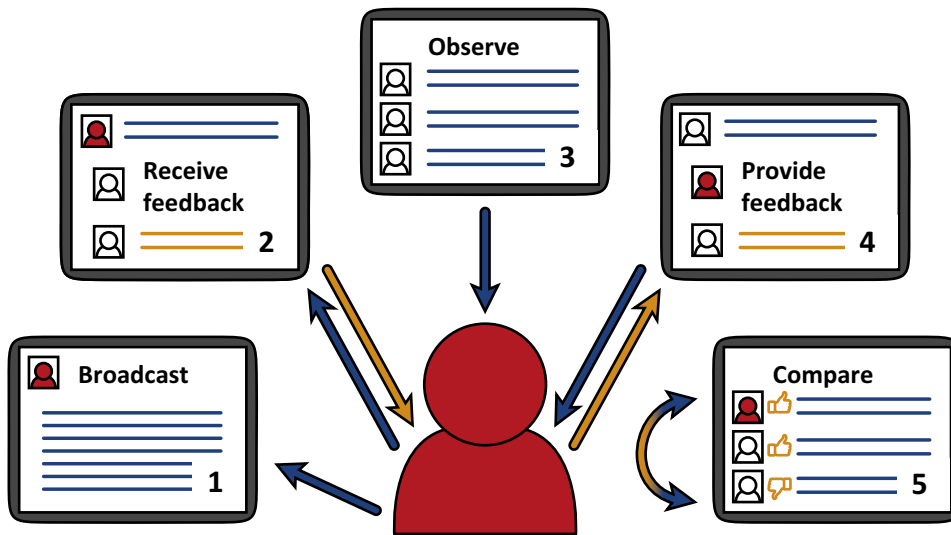 Broadcast
1
Receive
feedback
2
Observe
3
Provide
feedback
4
Compare
5